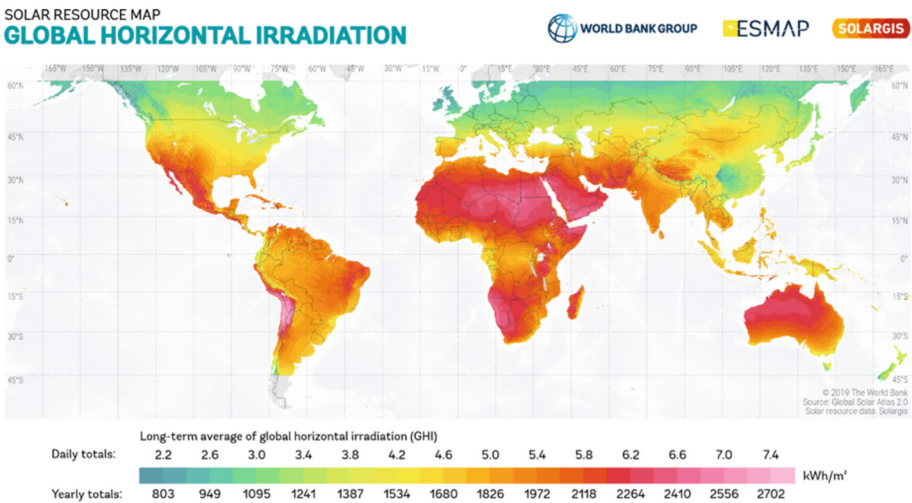 SOLAR RESOURCE MAP
GLOBAL HORIZONTAL IRRADIATION
WORLD BANK GROUP
ESMAP
SOLARGIS
165°W 150°W 135°W 120°W 105°W 90°W 75°W 60°W 45°W 30°W 15°W 0° 15°E 30°E 45°E 60°E 75°E 90°E 105°E 120°E 135°E 150°E 165°E
60°N 60°N
45°N 45°N
30°N 30°N
15°N 15°N
0° 0°
15°S 15°S
30°S 30°S
45°S 45°S
© 2019 The World Bank
Source: Global Solar Atlas 2.0
Solar resource data: Solargis
Long-term average of global horizontal irradiation (GHI)
Daily totals: 2.2 2.6 3.0 3.4 3.8 4.2 4.6 5.0 5.4 5.8 6.2 6.6 7.0 7.4
kWh/m²
Yearly totals: 803 949 1095 1241 1387 1534 1680 1826 1972 2118 2264 2410 2556 2702